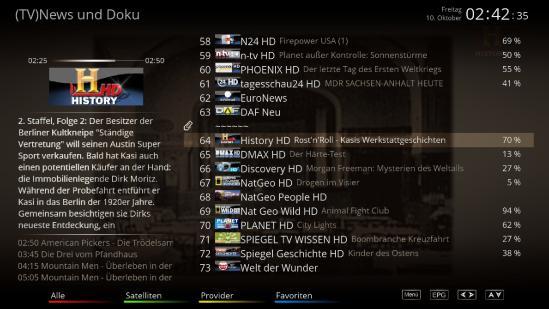 (TV)News und Doku
Freitag
10. Oktober
02:42:35
02:25 02:50
HD
HISTORY
2. Staffel, Folge 2: Der Besitzer der
Berliner Kultkneipe "Ständige
Vertretung" will seinen Austin Super
Sport verkaufen. Bald hat Kasi auch
einen potentiellen Käufer an der Hand:
die Immobilienlegende Dirk Moritz.
Während der Probefahrt entführt er
Kasi in das Berlin der 1920er Jahre.
Gemeinsam besichtigen sie Dirks
neueste Entdeckung, ein
02:50 American Pickers - Die Trödelsam
03:45 Die Drei vom Pfandhaus
04:15 Mountain Men - Überleben in der
05:05 Mountain Men - Überleben in der
58 N24 HD Firepower USA (1) 69 %
59 n-tv HD Planet außer Kontrolle: Sonnenstürme 50 %
60 PHOENIX HD Der letzte Tag des Ersten Weltkriegs 55 %
61 tagesschau24 HD MDR SACHSEN-ANHALT HEUTE 41 %
62 EuroNews
63 DAF Neu
~~~~~~
64 History HD Rost'n'Roll - Kasis Werkstattgeschichten 70 %
65 DMAX HD Der Härte-Test 13 %
66 Discovery HD Morgan Freeman: Mysterien des Weltalls 27 %
67 NatGeo HD Drogen im Visier 5 %
68 NatGeo People HD
69 Nat Geo Wild HD Animal Fight Club 94 %
70 PLANET HD City Lights 62 %
71 SPIEGEL TV WISSEN HD Boombranche Kreuzfahrt 27 %
72 Spiegel Geschichte HD Kinder des Ostens 38 %
73 Welt der Wunder
Alle Satelliten Provider Favoriten Menü EPG